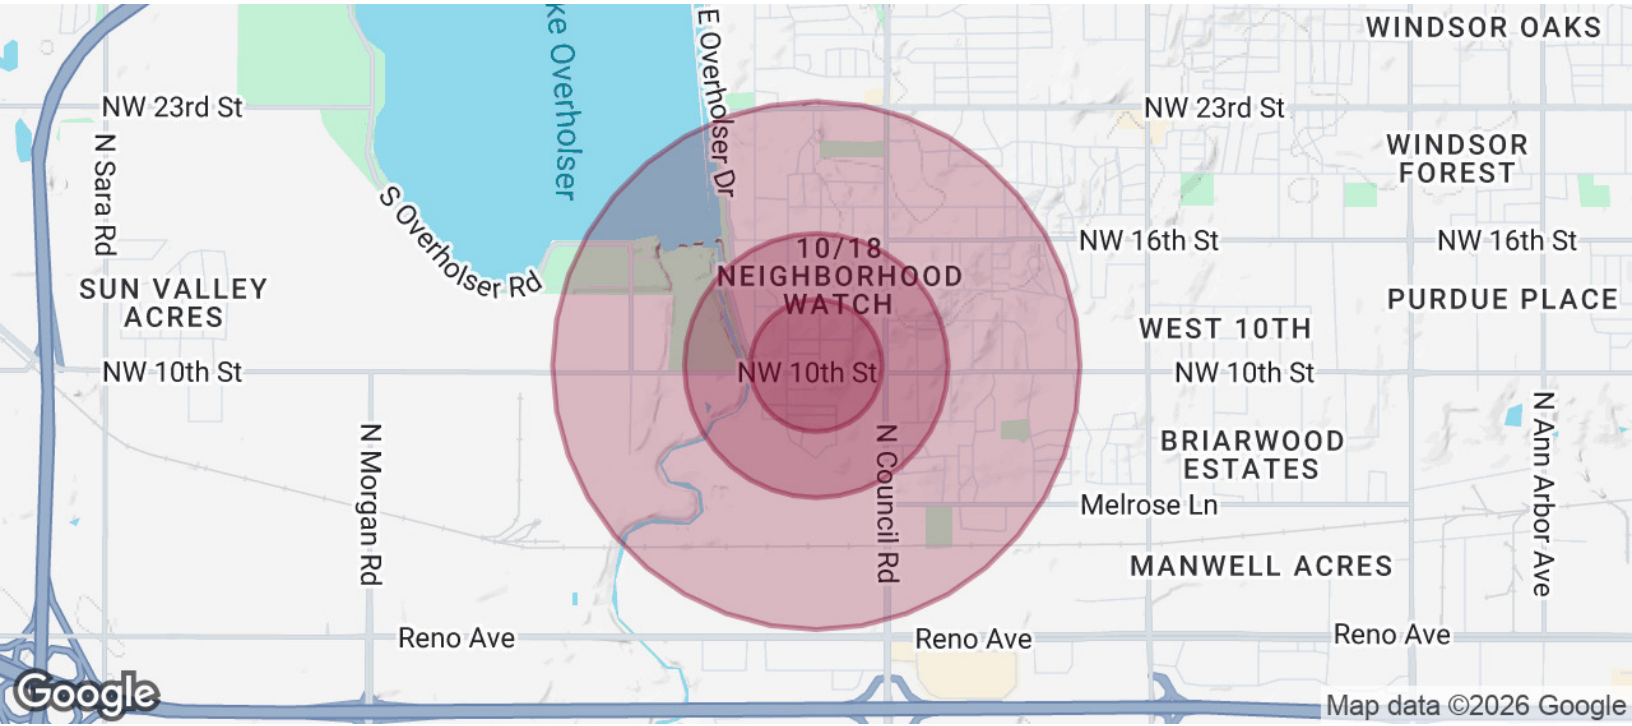 ke Overholser
E Overholser Dr
WINDSOR OAKS
NW 23rd St
NW 23rd St
N Sara Rd
WINDSOR
FOREST
S Overholser Rd
NW 16th St
NW 16th St
10/18
NEIGHBORHOOD
WATCH
SUN VALLEY
ACRES
PURDUE PLACE
WEST 10TH
NW 10th St
NW 10th St
NW 10th St
N Morgan Rd
N Council Rd
BRIARWOOD
ESTATES
N Ann Arbor Ave
Melrose Ln
MANWELL ACRES
Reno Ave
Reno Ave
Reno Ave
Google
Map data ©2026 Google